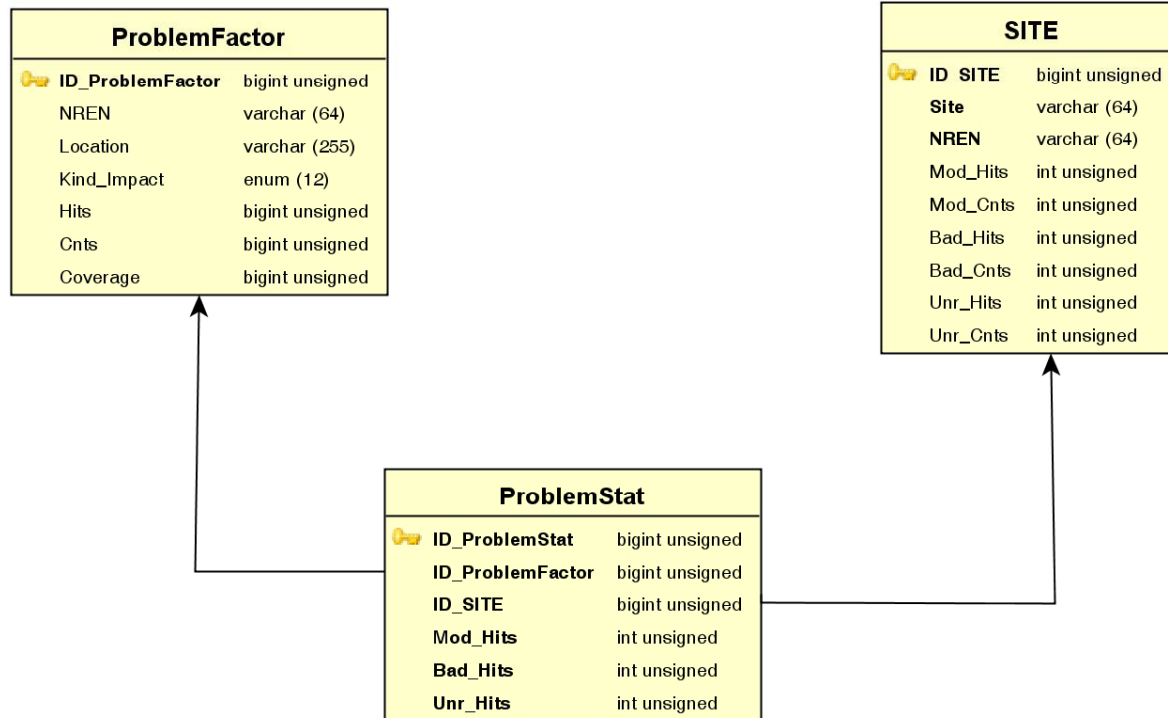 ProblemFactor
ID_ProblemFactor bigint unsigned
NREN varchar (64)
Location varchar (255)
Kind_Impact enum (12)
Hits bigint unsigned
Cnts bigint unsigned
Coverage bigint unsigned
SITE
ID SITE bigint unsigned
Site varchar (64)
NREN varchar (64)
Mod_Hits int unsigned
Mod_Cnts int unsigned
Bad_Hits int unsigned
Bad_Cnts int unsigned
Unr_Hits int unsigned
Unr_Cnts int unsigned
ProblemStat
ID_ProblemStat bigint unsigned
ID_ProblemFactor bigint unsigned
ID_SITE bigint unsigned
Mod_Hits int unsigned
Bad_Hits int unsigned
Unr_Hits int unsigned